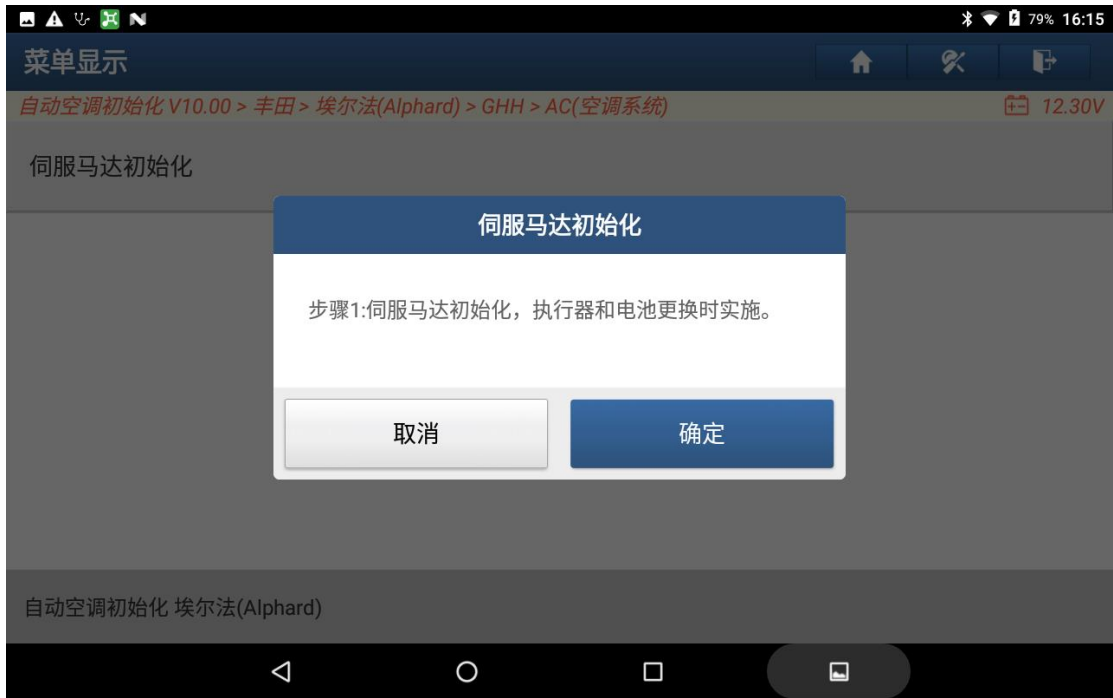 79% 16:15
菜单显示
自动空调初始化 V10.00 > 丰田 > 埃尔法(Alphard) > GHH > AC(空调系统)
12.30V
伺服马达初始化
伺服马达初始化
步骤1:伺服马达初始化，执行器和电池更换时实施。
取消
确定
自动空调初始化 埃尔法(Alphard)